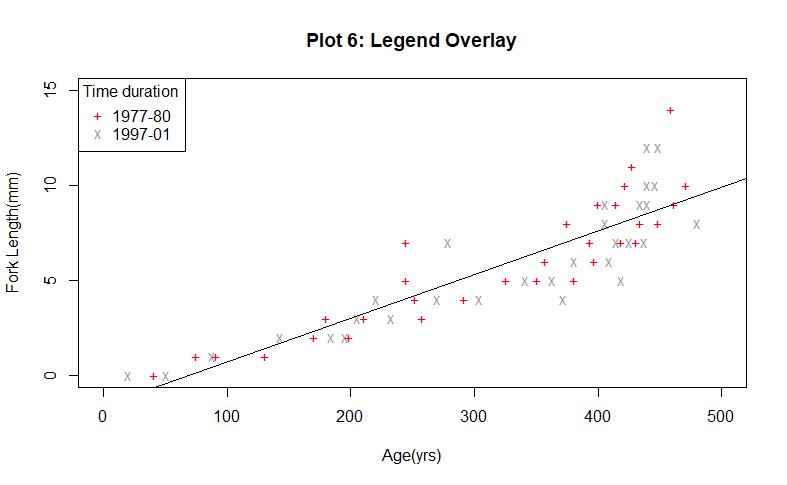 Plot 6: Legend Overlay
Time duration
+ 1977-80
X 1997-01
15
10
5
0
Fork Length(mm)
0 100 200 300 400 500
Age(yrs)